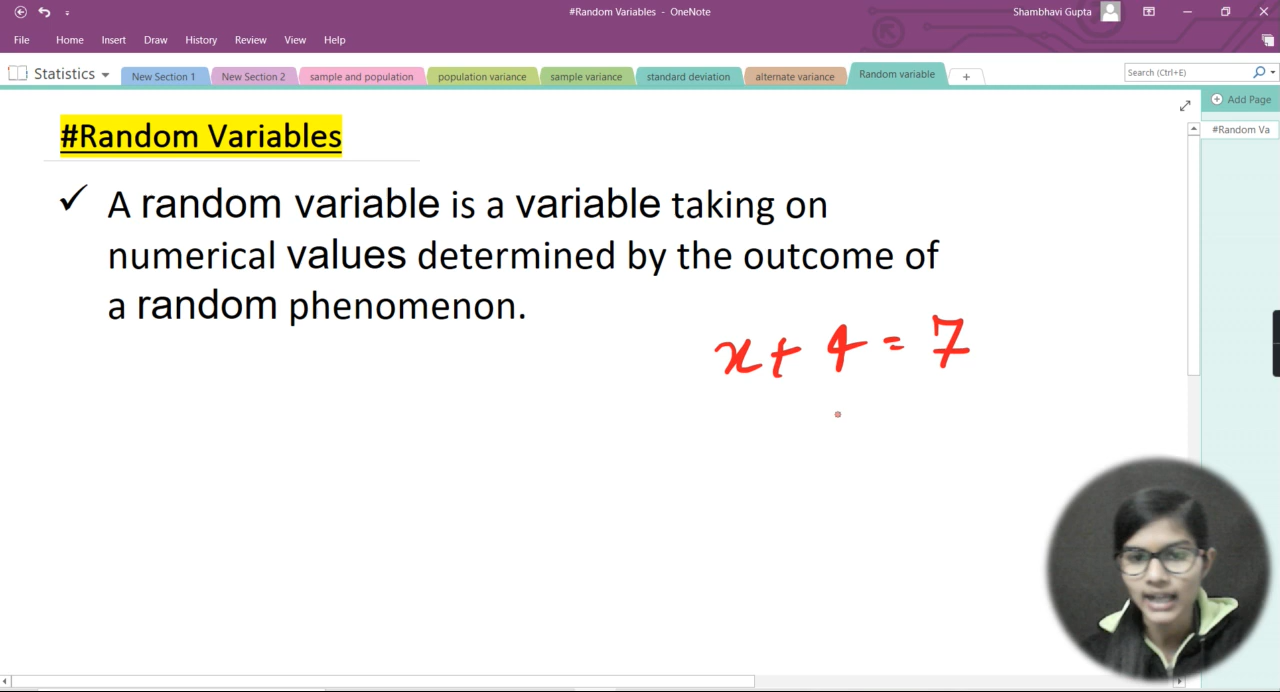 #Random Variables - OneNote
Shambhavi Gupta
File Home Insert Draw History Review View Help
Statistics New Section 1 New Section 2 sample and population population variance sample variance standard deviation alternate variance Random variable + Search (Ctrl+E)
Add Page
#Random Va
#Random Variables
✓ A random variable is a variable taking on
numerical values determined by the outcome of
a random phenomenon.
x + 4 = 7